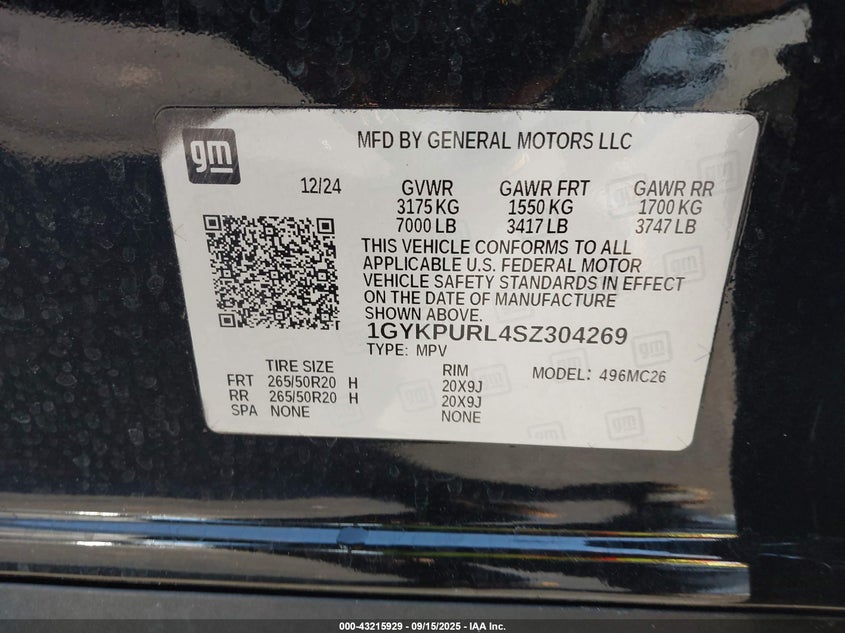 gm
MFD BY GENERAL MOTORS LLC
12/24 GVWR GAWR FRT GAWR RR
3175 KG 1550 KG 1700 KG
7000 LB 3417 LB 3747 LB
THIS VEHICLE CONFORMS TO ALL
APPLICABLE U.S. FEDERAL MOTOR
VEHICLE SAFETY STANDARDS IN EFFECT
ON THE DATE OF MANUFACTURE
SHOWN ABOVE.
1GYKPURL4SZ304269
TYPE: MPV
TIRE SIZE RIM MODEL: 496MC26
FRT 265/50R20 H 20X9J
RR 265/50R20 H 20X9J
SPA NONE NONE
000-43215929 - 09/15/2025 - IAA Inc.